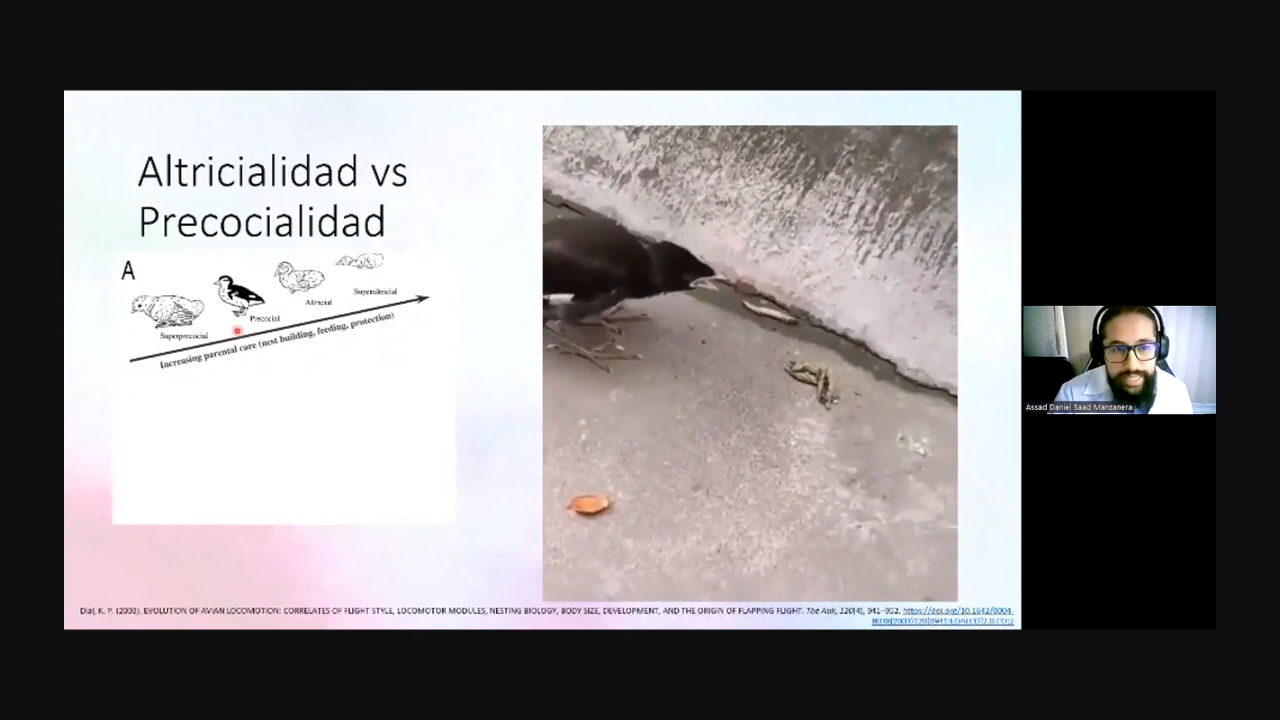 Altricialidad vs
Precocialidad
A
Superprecocial
Precocial
Altricial
Superaltricial
Increasing parental care (nest building, feeding, protection)
Assad Daniel Saad Manzanera
Dial, K. P. (2003). EVOLUTION OF AVIAN LOCOMOTION: CORRELATES OF FLIGHT STYLE, LOCOMOTOR MODULES, NESTING BIOLOGY, BODY SIZE, DEVELOPMENT, AND THE ORIGIN OF FLAPPING FLIGHT. The Auk, 120(4), 941–952. https://doi.org/10.1642/0004-